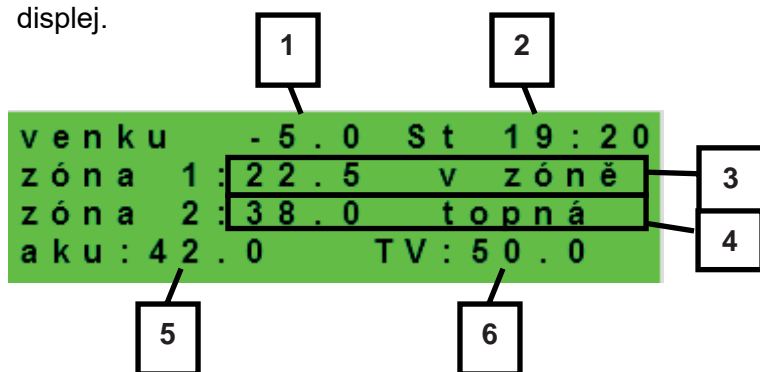 displej.
1 2
venku -5.0 St 19:20
zóna 1:22.5 v zóně
3
zóna 2:38.0 topná
4
aku:42.0 TV:50.0
5 6